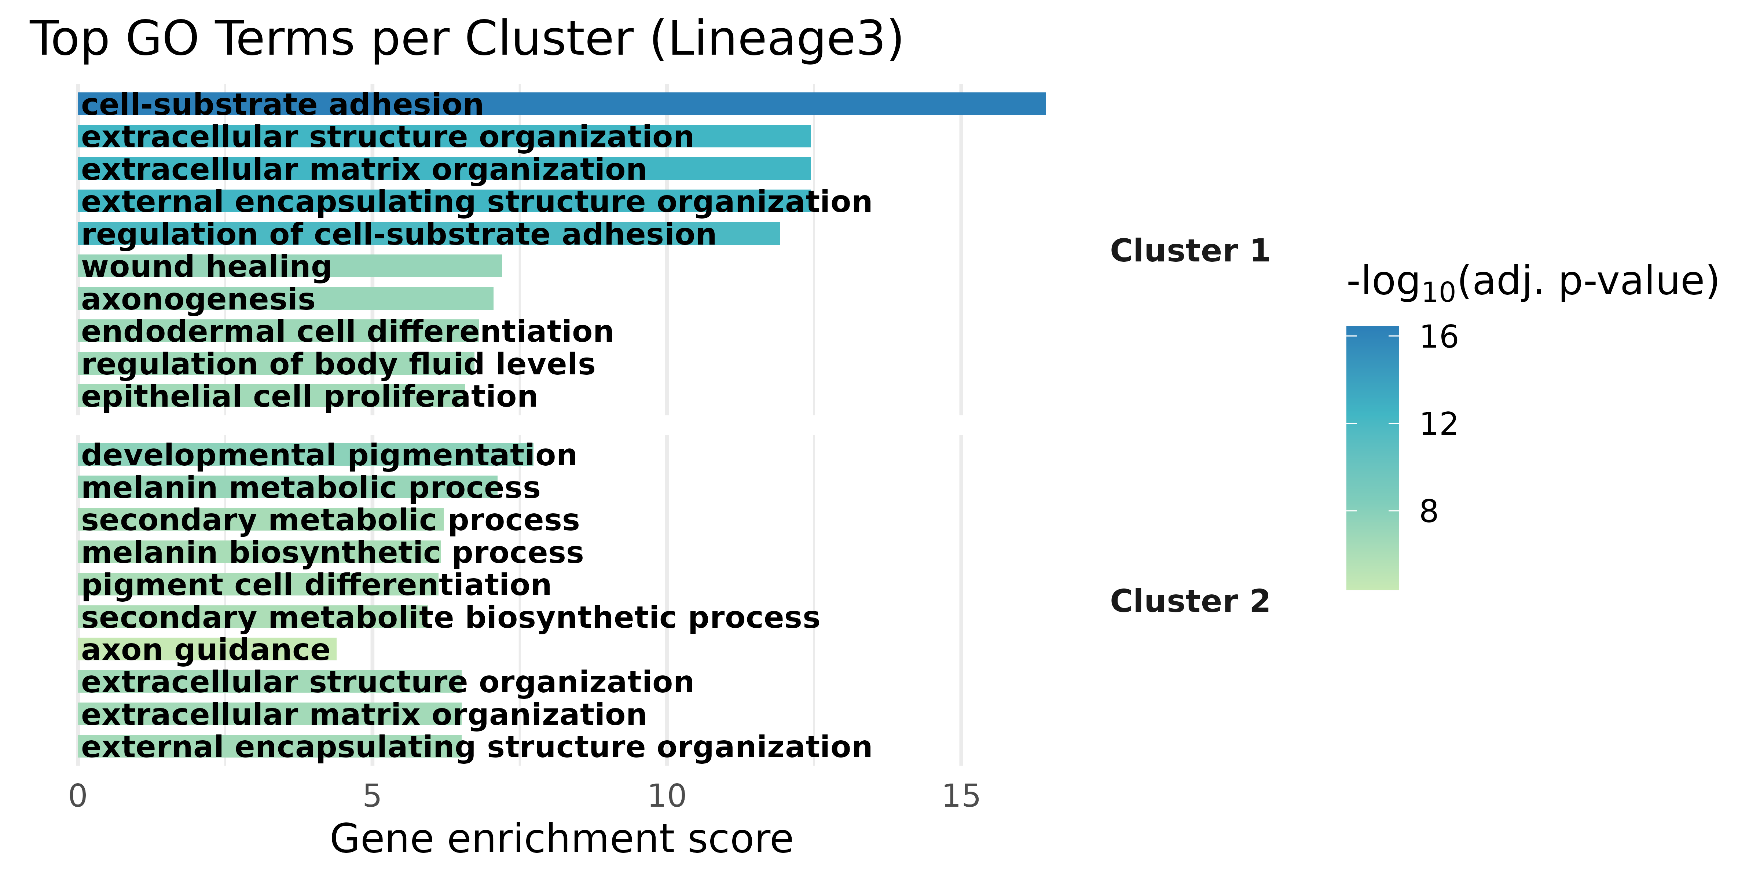 Top GO Terms per Cluster (Lineage3)
cell-substrate adhesion
extracellular structure organization
extracellular matrix organization
external encapsulating structure organization
regulation of cell-substrate adhesion
wound healing
axonogenesis
endodermal cell differentiation
regulation of body fluid levels
epithelial cell proliferation
Cluster 1
developmental pigmentation
melanin metabolic process
secondary metabolic process
melanin biosynthetic process
pigment cell differentiation
secondary metabolite biosynthetic process
axon guidance
extracellular structure organization
extracellular matrix organization
external encapsulating structure organization
Cluster 2
0 5 10 15
Gene enrichment score
-log₁₀(adj. p-value)
16
12
8